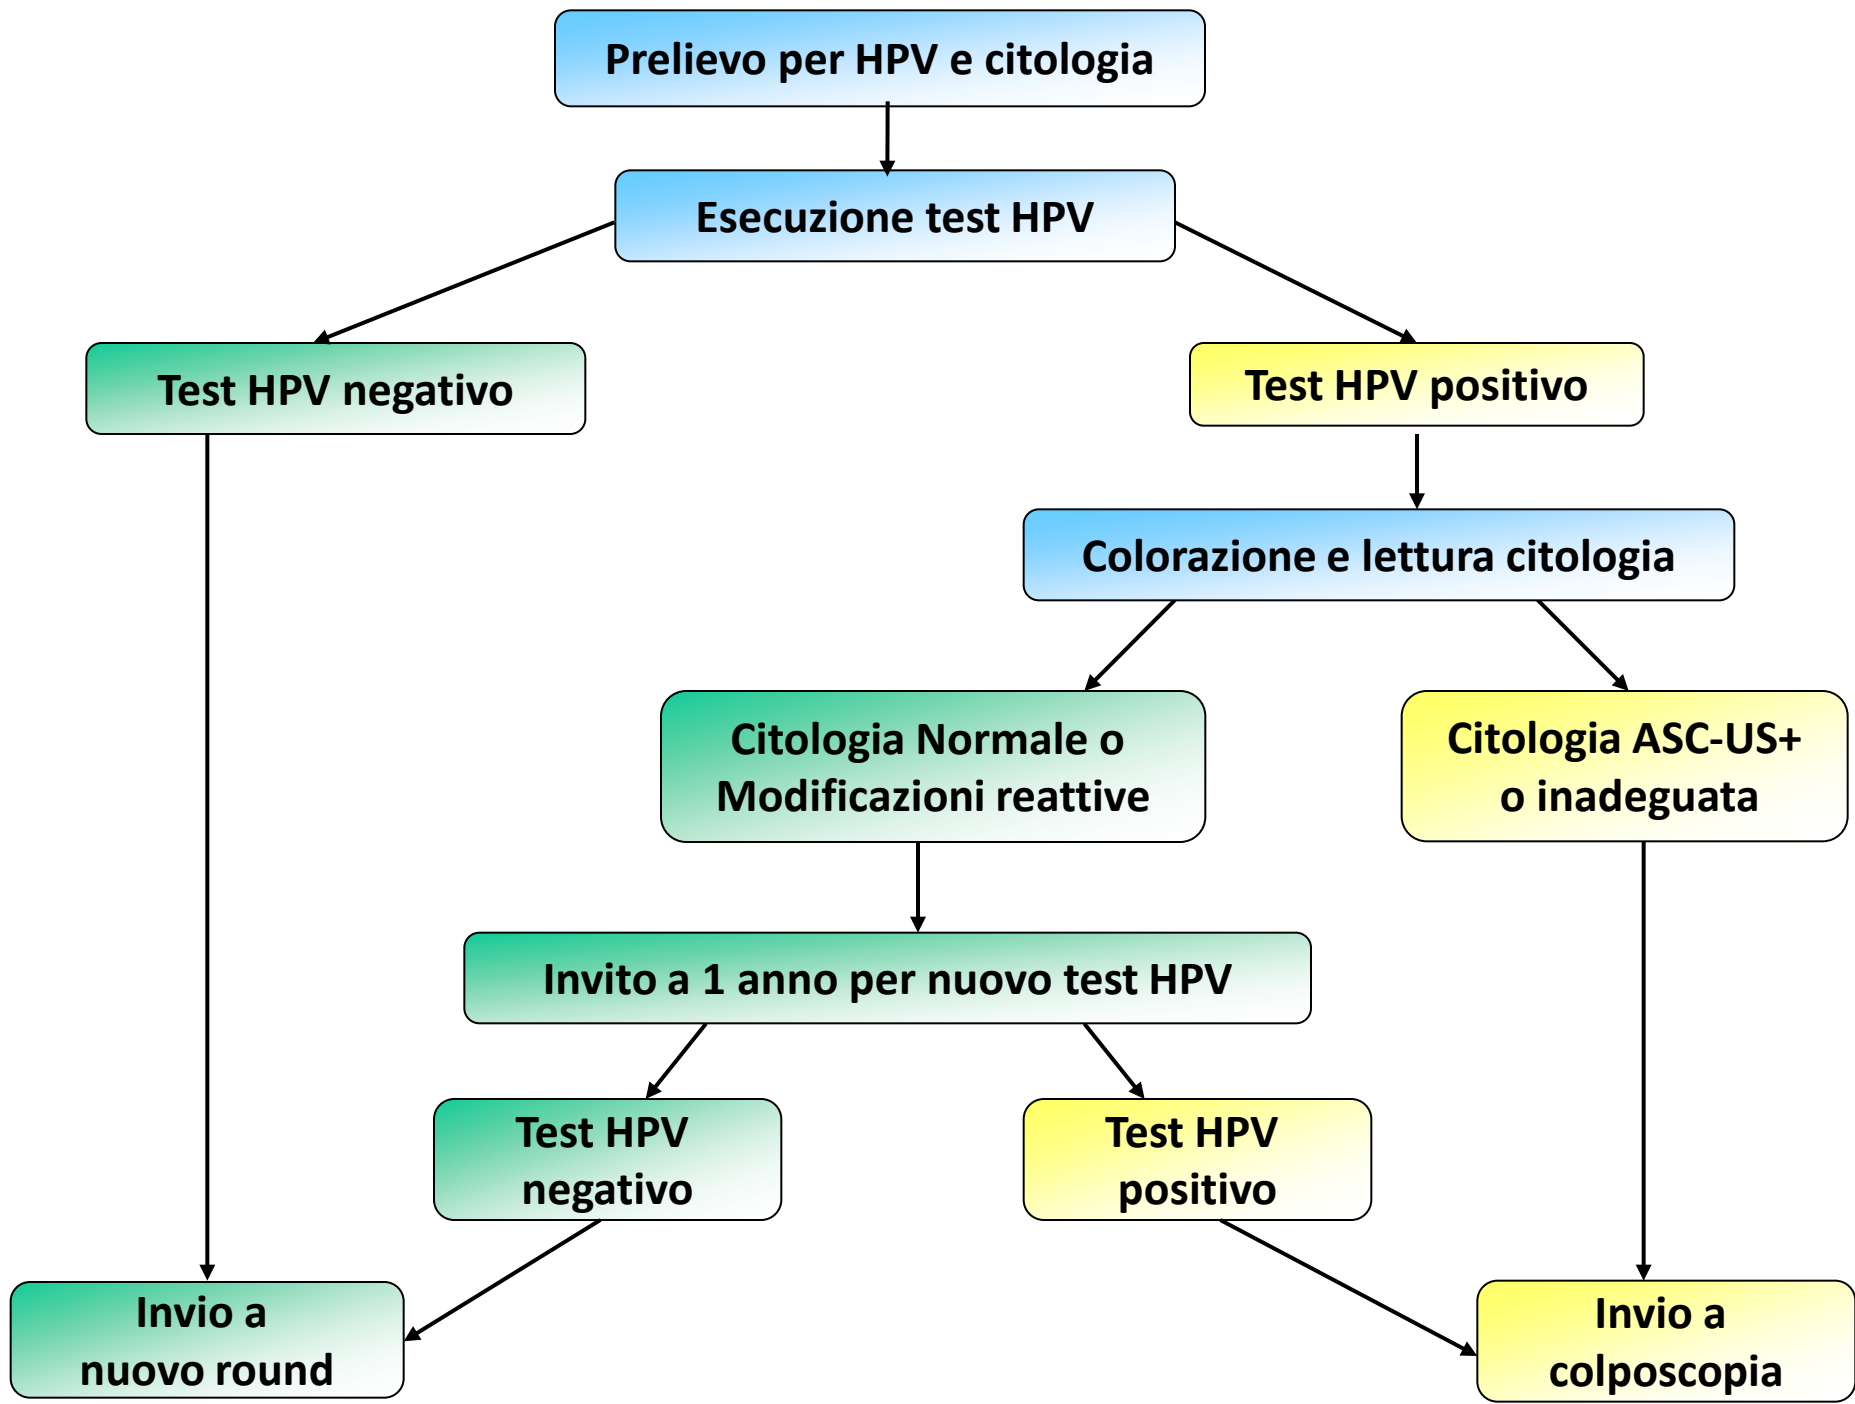 Prelievo per HPV e citologia
Esecuzione test HPV
Test HPV negativo
Test HPV positivo
Colorazione e lettura citologia
Citologia Normale o
Modificazioni reattive
Citologia ASC-US+
o inadeguata
Invito a 1 anno per nuovo test HPV
Test HPV
negativo
Test HPV
positivo
Invio a
nuovo round
Invio a
colposcopia